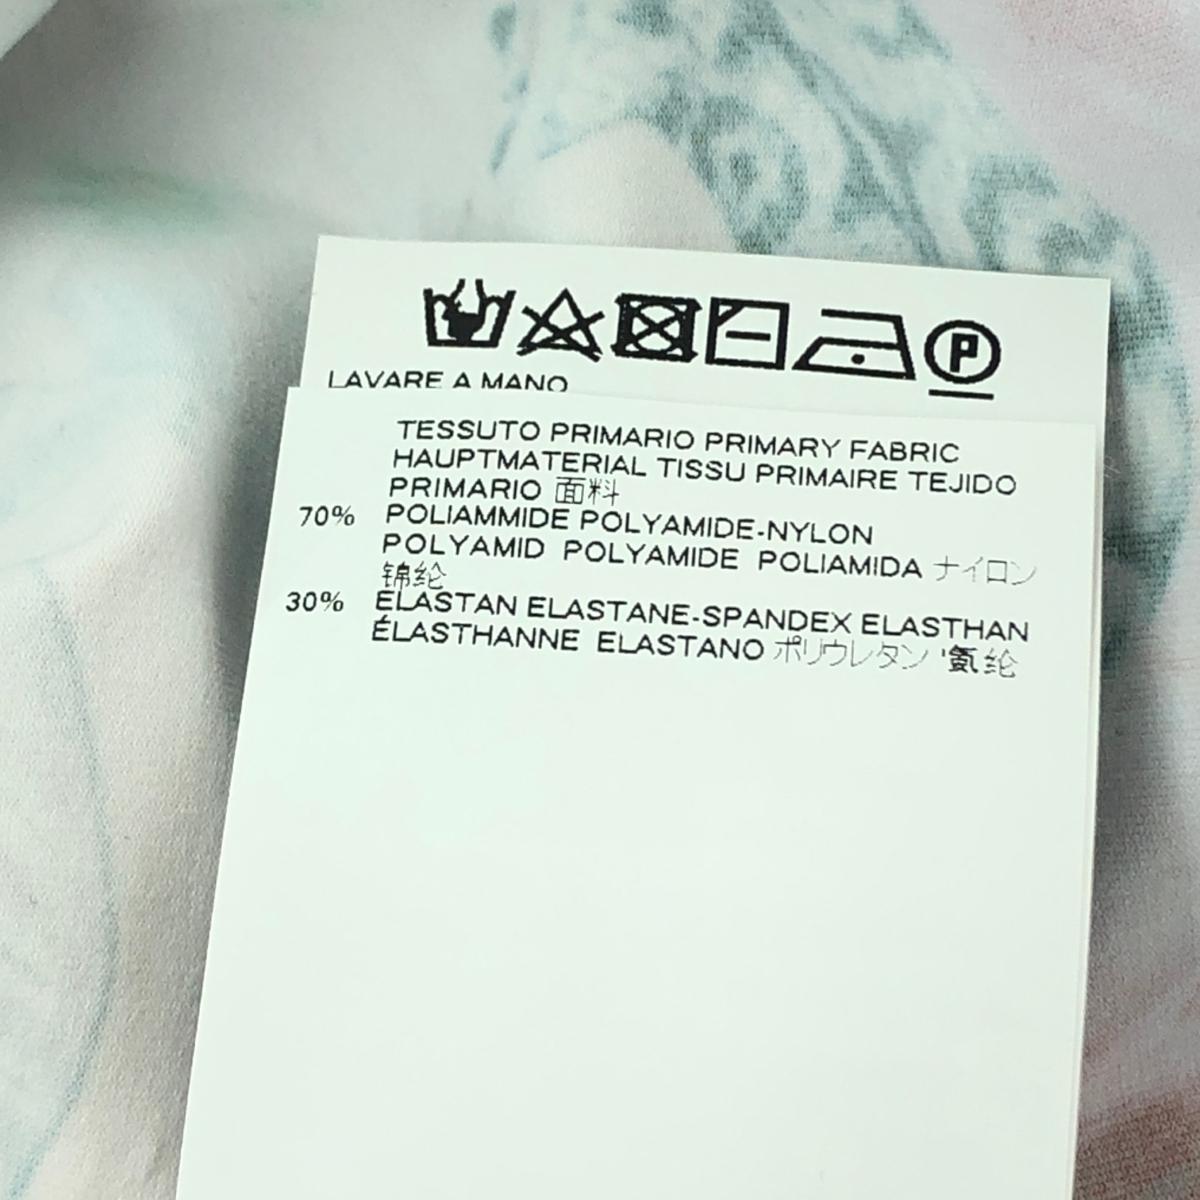 P
LAVARE A MANO
TESSUTO PRIMARIO PRIMARY FABRIC
HAUPTMATERIAL TISSU PRIMAIRE TEJIDO
PRIMARIO 面料
70% POLIAMMIDE POLYAMIDE-NYLON
POLYAMID POLYAMIDE POLIAMIDA ナイロン
锦纶
30% ELASTAN ELASTANE-SPANDEX ELASTHAN
ÉLASTHANNE ELASTANO ポリウレタン '氨纶